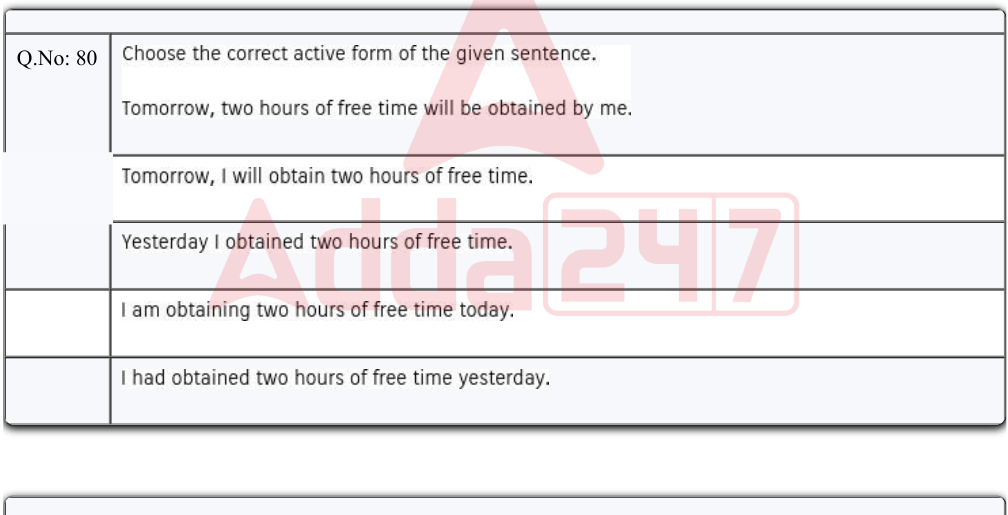 Q.No: 80
Choose the correct active form of the given sentence.
Tomorrow, two hours of free time will be obtained by me.
Tomorrow, I will obtain two hours of free time.
Yesterday I obtained two hours of free time.
I am obtaining two hours of free time today.
I had obtained two hours of free time yesterday.
Adda247